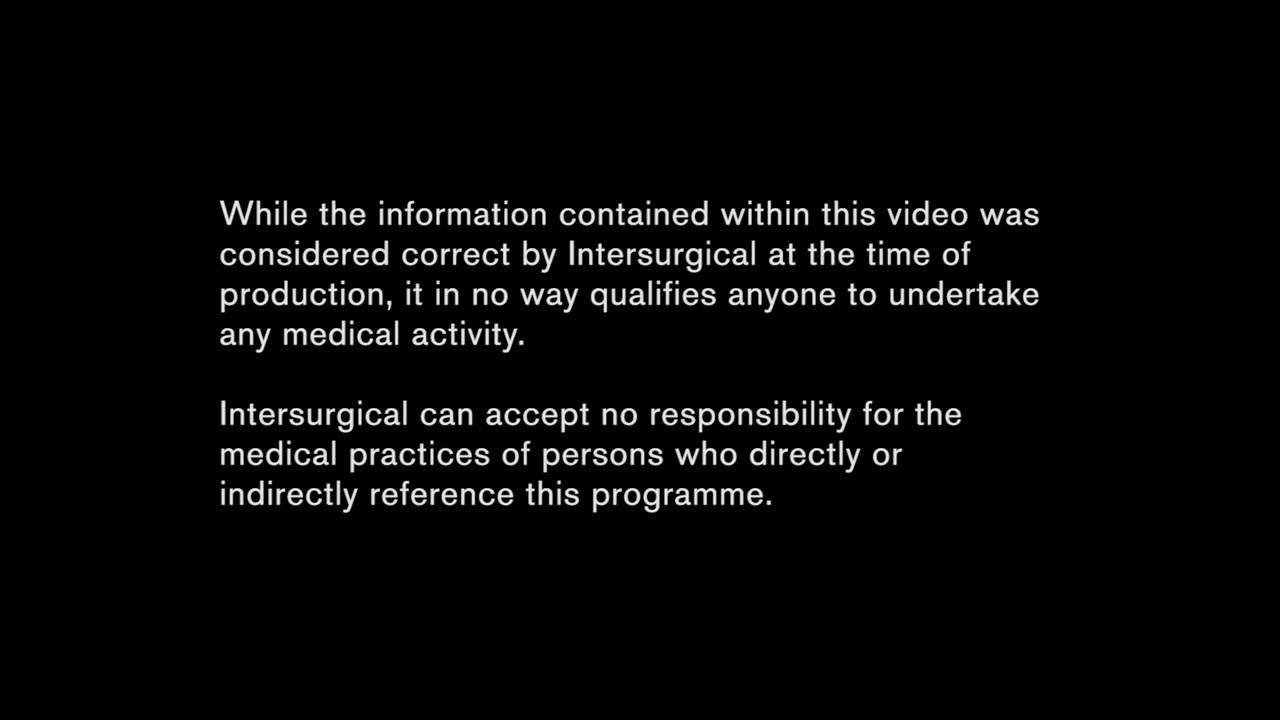 While the information contained within this video was
considered correct by Intersurgical at the time of
production, it in no way qualifies anyone to undertake
any medical activity.
Intersurgical can accept no responsibility for the
medical practices of persons who directly or
indirectly reference this programme.